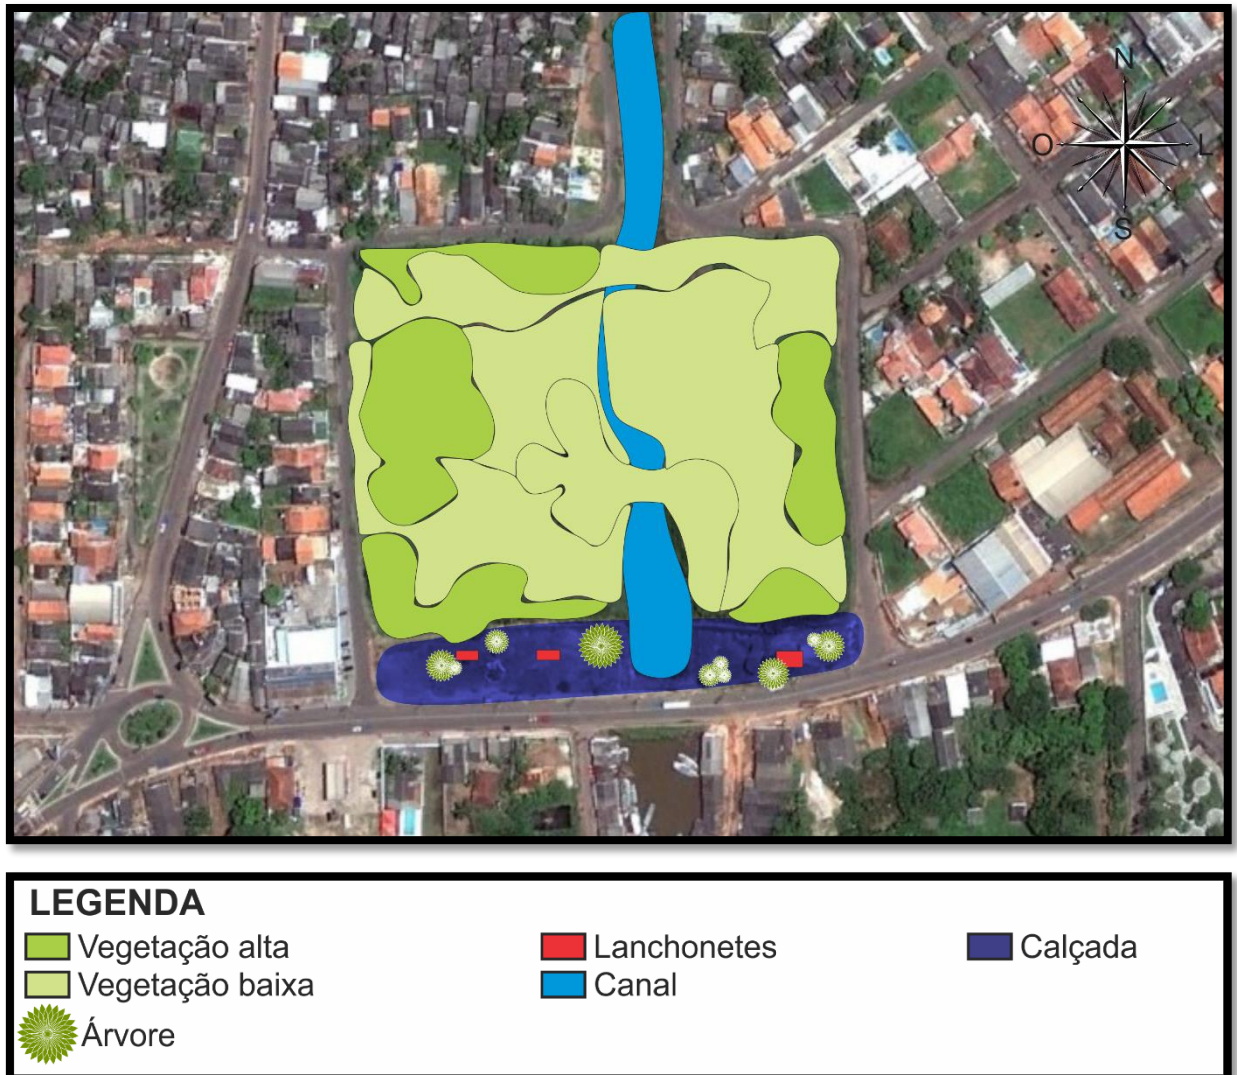 N
O
L
S
LEGENDA
Vegetação alta
Lanchonetes
Calçada
Vegetação baixa
Canal
Árvore